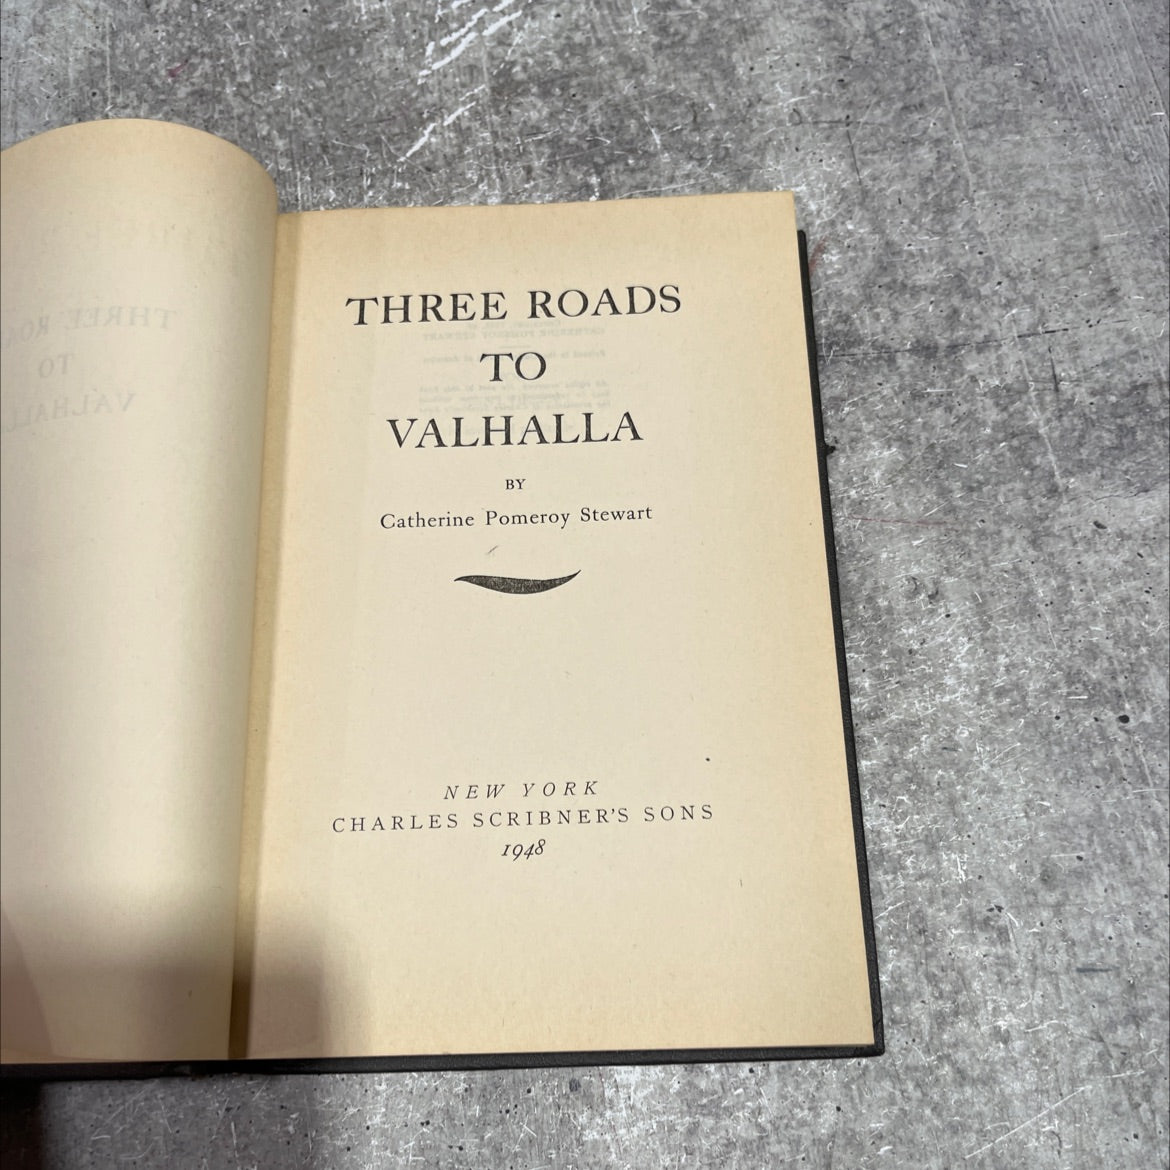 THREE ROADS
TO
VALHALLA
BY
Catherine Pomeroy Stewart
NEW YORK
CHARLES SCRIBNER'S SONS
1948